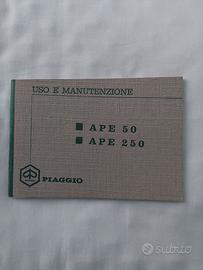 USO E MANUTENZIONE
APE 50
APE 250
PIAGGIO
subito